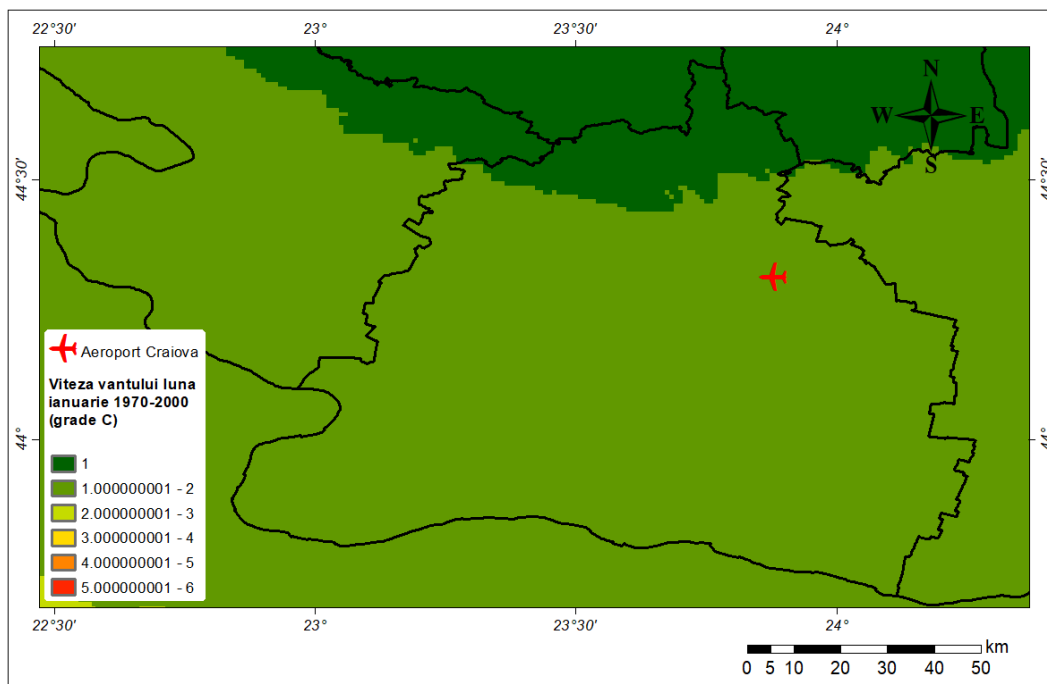 22°30' 23° 23°30' 24°
N
W E
S
44°30' 44°30'
Aeroport Craiova
Viteza vantului luna
ianuarie 1970-2000
(grade C)
44° 44°
1
1.000000001 - 2
2.000000001 - 3
3.000000001 - 4
4.000000001 - 5
5.000000001 - 6
22°30' 23° 23°30' 24°
km
0 5 10 20 30 40 50